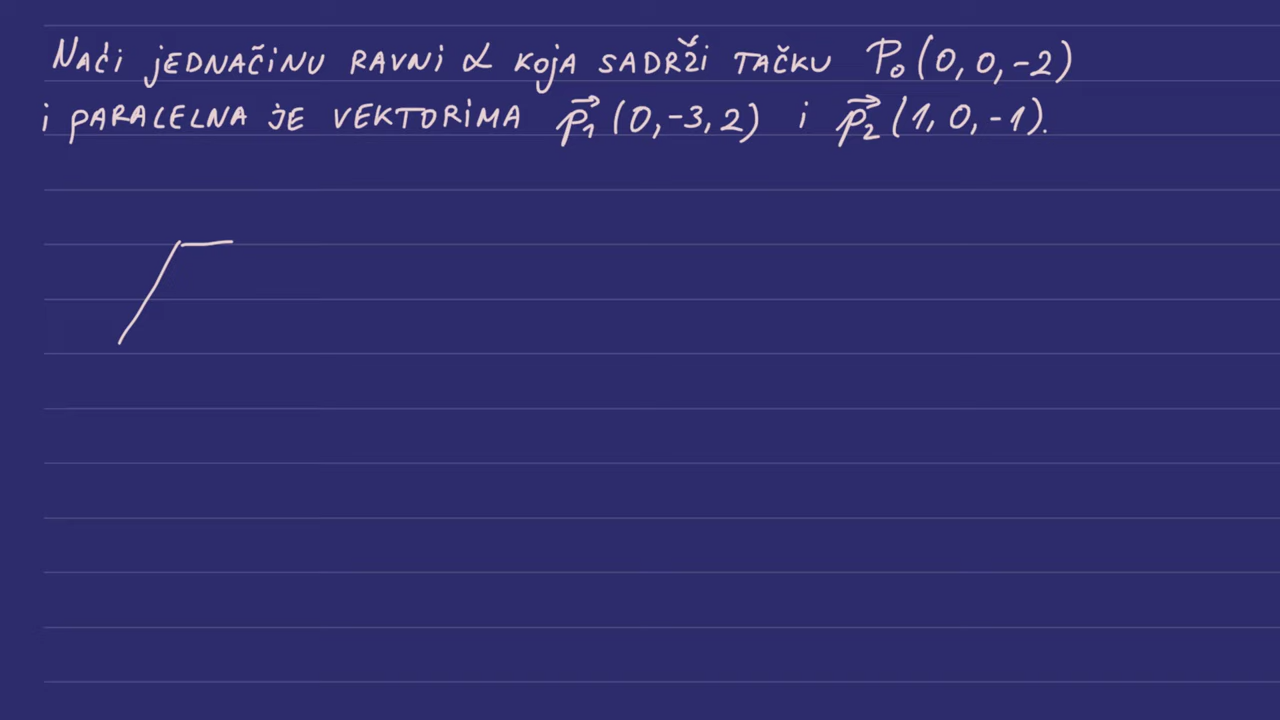 Naći jednačinu ravni α koja sadrži tačku P₀(0, 0, -2)
i paralelna je vektorima p⃗₁(0, -3, 2) i p⃗₂(1, 0, -1).